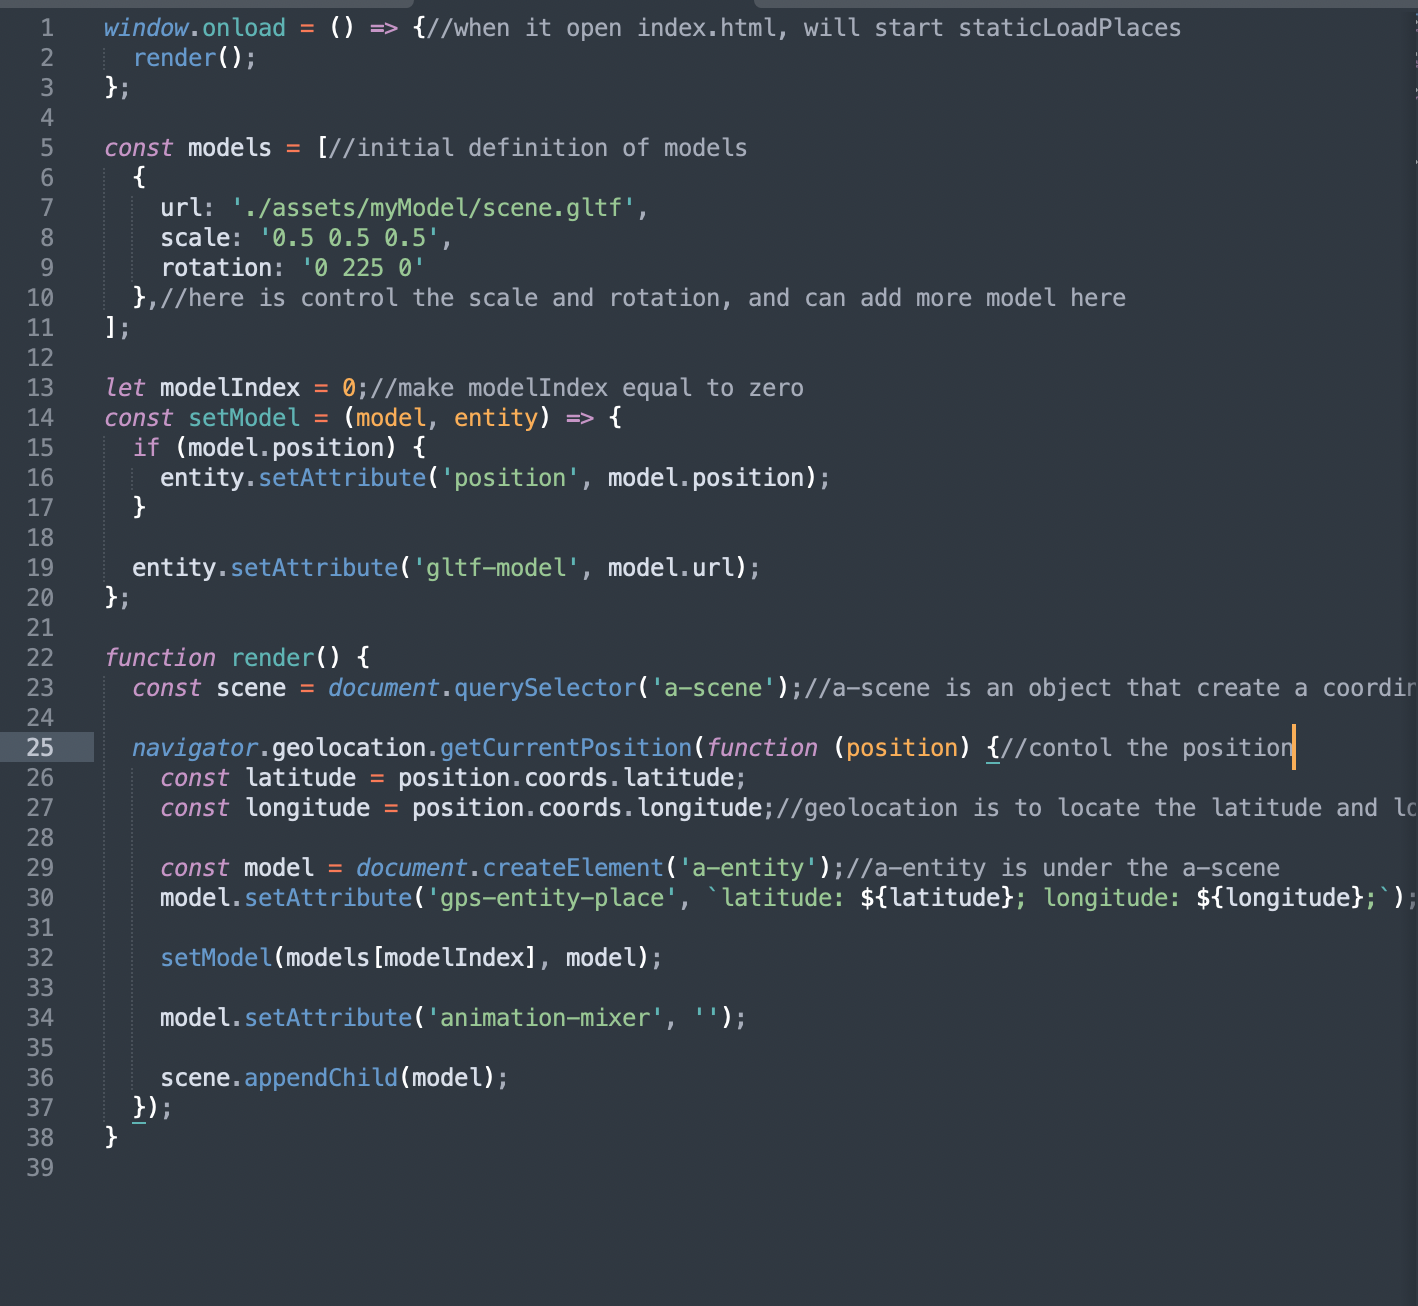 1 window.onload = () => {//when it open index.html, will start staticLoadPlaces
2 render();
3 };
4
5 const models = [//initial definition of models
6 {
7 url: './assets/myModel/scene.gltf',
8 scale: '0.5 0.5 0.5',
9 rotation: '0 225 0'
10 },//here is control the scale and rotation, and can add more model here
11 ];
12
13 let modelIndex = 0;//make modelIndex equal to zero
14 const setModel = (model, entity) => {
15 if (model.position) {
16 entity.setAttribute('position', model.position);
17 }
18
19 entity.setAttribute('gltf-model', model.url);
20 };
21
22 function render() {
23 const scene = document.querySelector('a-scene');//a-scene is an object that create a
24
25 navigator.geolocation.getCurrentPosition(function (position) {//contol the position
26 const latitude = position.coords.latitude;
27 const longitude = position.coords.longitude;//geolocation is to locate the latitude and
28
29 const model = document.createElement('a-entity');//a-entity is under the a-scene
30 model.setAttribute('gps-entity-place', `latitude: ${latitude}; longitude: ${longitude};`);
31
32 setModel(models[modelIndex], model);
33
34 model.setAttribute('animation-mixer', '');
35
36 scene.appendChild(model);
37 });
38 }
39